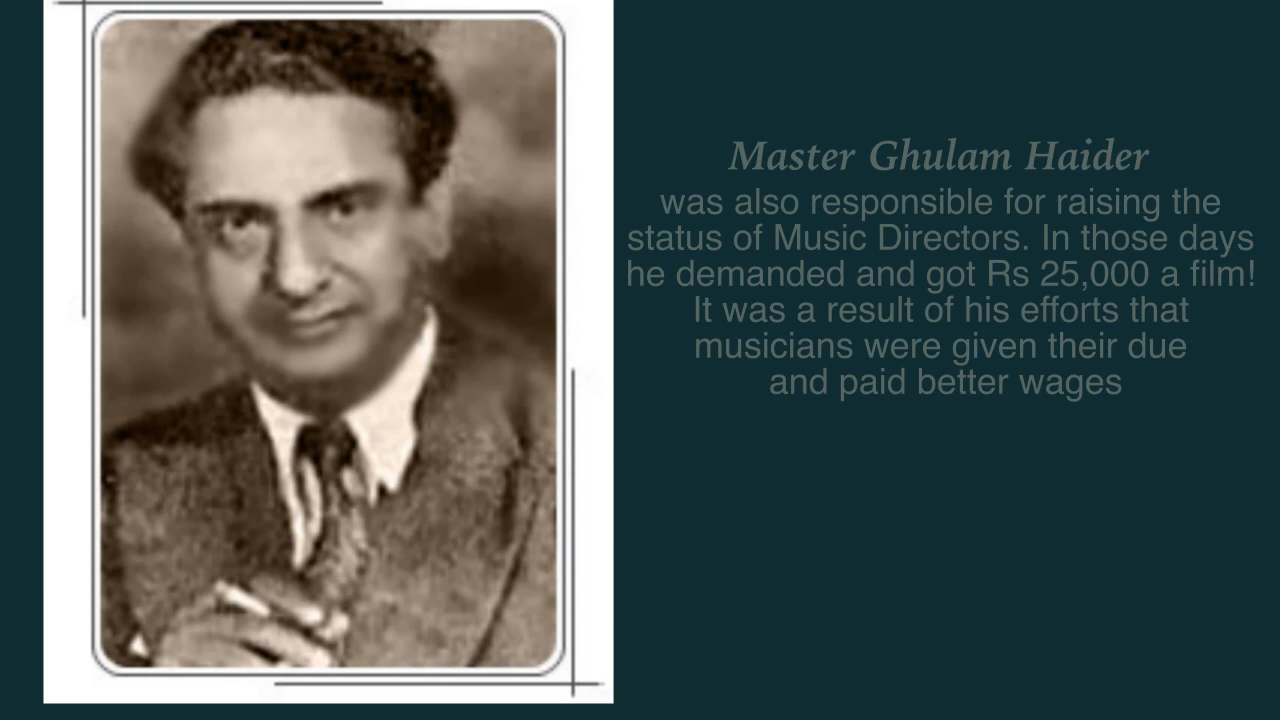 Master Ghulam Haider
was also responsible for raising the
status of Music Directors. In those days
he demanded and got Rs 25,000 a film!
It was a result of his efforts that
musicians were given their due
and paid better wages